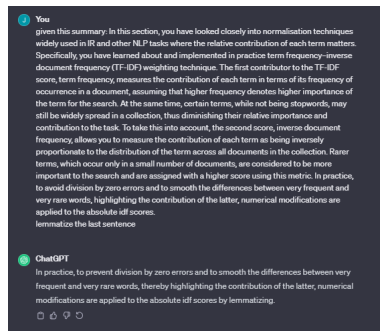 J You
given this summary: In this section, you have looked closely into normalisation techniques
widely used in IR and other NLP tasks where the relative contribution of each term matters.
Specifically, you have learned about and implemented in practice term frequency–inverse
document frequency (TF-IDF) weighting technique. The first contributor to the TF-IDF
score, term frequency, measures the contribution of each term in terms of its frequency of
occurrence in a document, assuming that higher frequency denotes higher importance of
the term for the search. At the same time, certain terms, while not being stopwords, may
still be widely spread in a collection, thus diminishing their relative importance and
contribution to the task. To take this into account, the second score, inverse document
frequency, allows you to measure the contribution of each term as being inversely
proportionate to the distribution of the term across all documents in the collection. Rarer
terms, which occur only in a small number of documents, are considered to be more
important to the search and are assigned with a higher score using this metric. In practice,
to avoid division by zero errors and to smooth the differences between very frequent and
very rare words, highlighting the contribution of the latter, numerical modifications are
applied to the absolute idf scores.
lemmatize the last sentence
ChatGPT
In practice, to prevent division by zero errors and to smooth the differences between very
frequent and very rare words, thereby highlighting the contribution of the latter, numerical
modifications are applied to the absolute idf scores by lemmatizing.